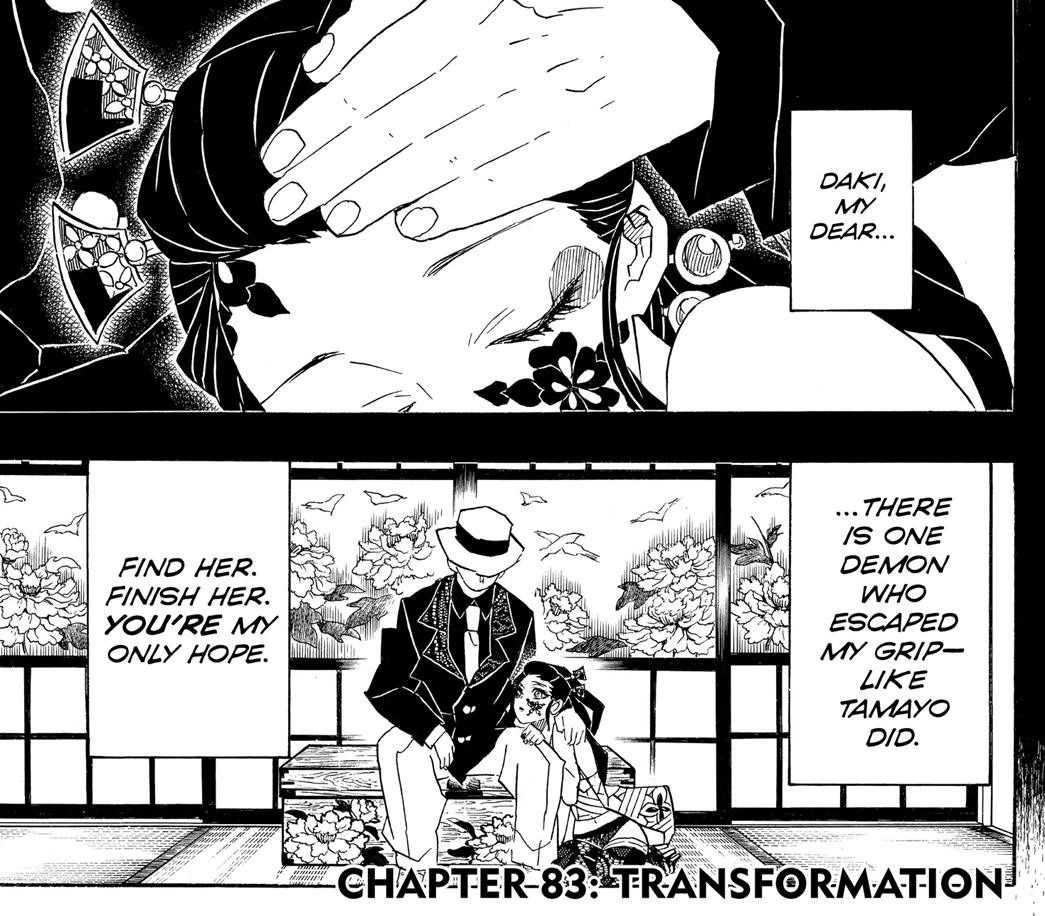 DAKI,
MY
DEAR...
...THERE
IS ONE
DEMON
WHO
ESCAPED
MY GRIP—
LIKE
TAMAYO
DID.
FIND HER.
FINISH HER.
YOU'RE MY
ONLY HOPE.
CHAPTER 83: TRANSFORMATION